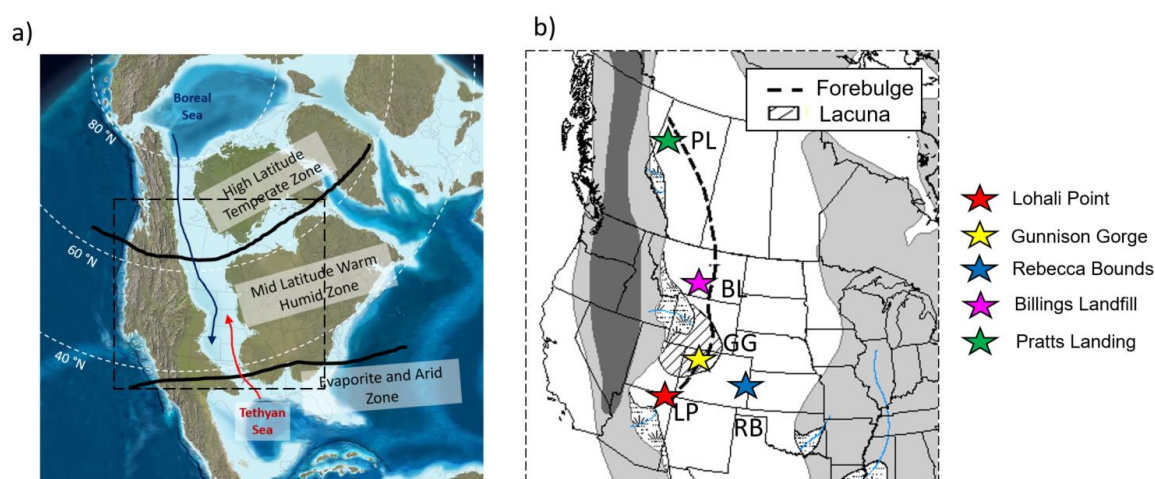 a)
Boreal
Sea
80 °N
High Latitude
Temperate Zone
60 °N
Mid Latitude Warm
Humid Zone
40 °N
Evaporite and Arid
Zone
Tethyan
Sea
b)
Forebulge
Lacuna
PL
BL
GG
LP
RB
Lohali Point
Gunnison Gorge
Rebecca Bounds
Billings Landfill
Pratts Landing